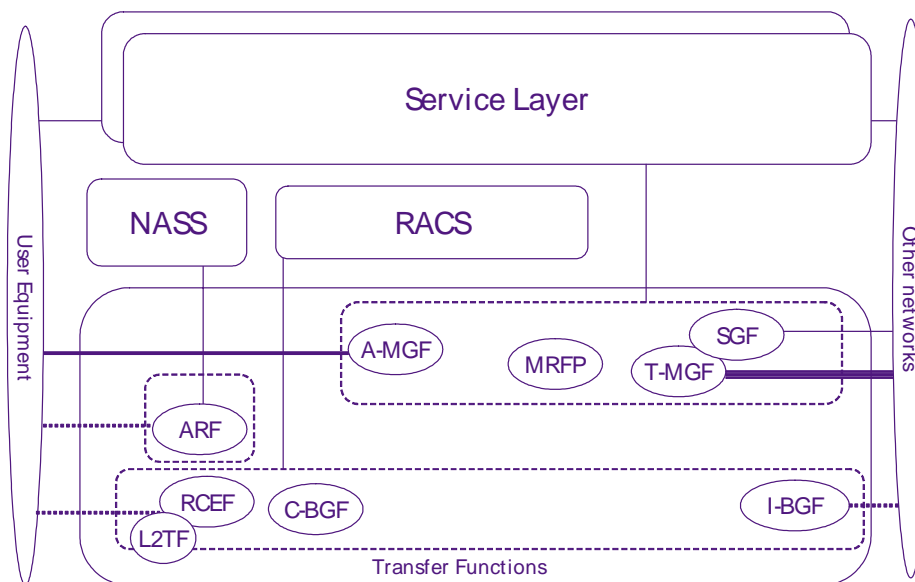 Service Layer
NASS
RACS
User Equipment
Other networks
SGF
A-MGF
MRFP
T-MGF
ARF
RCEF
C-BGF
I-BGF
L2TF
Transfer Functions